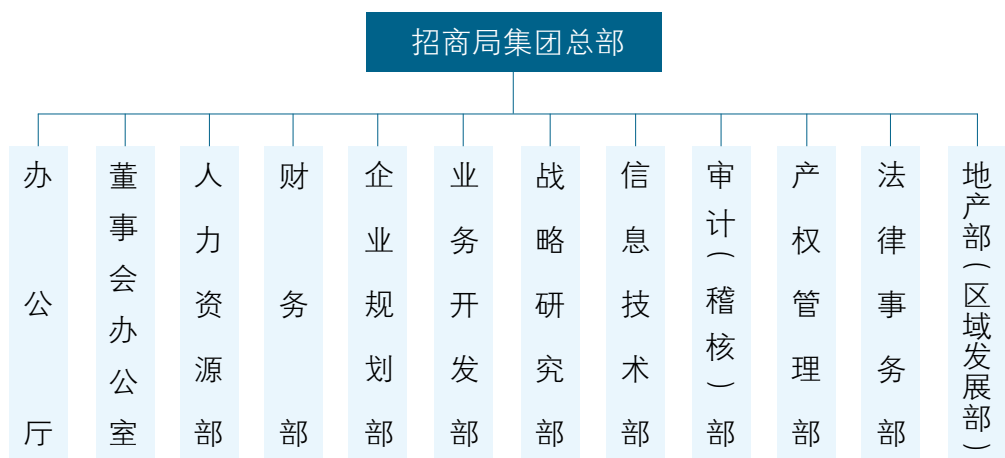 招商局集团总部
办公厅
董事会办公室
人力资源部
财务部
企业规划部
业务开发部
战略研究部
信息技术部
审计(稽核)部
产权管理部
法律事务部
地产部(区域发展部)